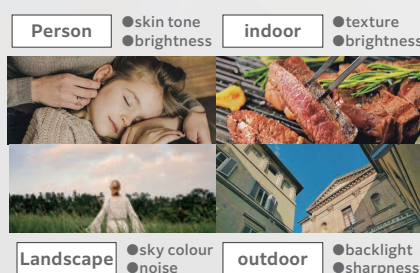 Person
●skin tone
●brightness
indoor
●texture
●brightness
Landscape
●sky colour
●noise
outdoor
●backlight
●sharpness